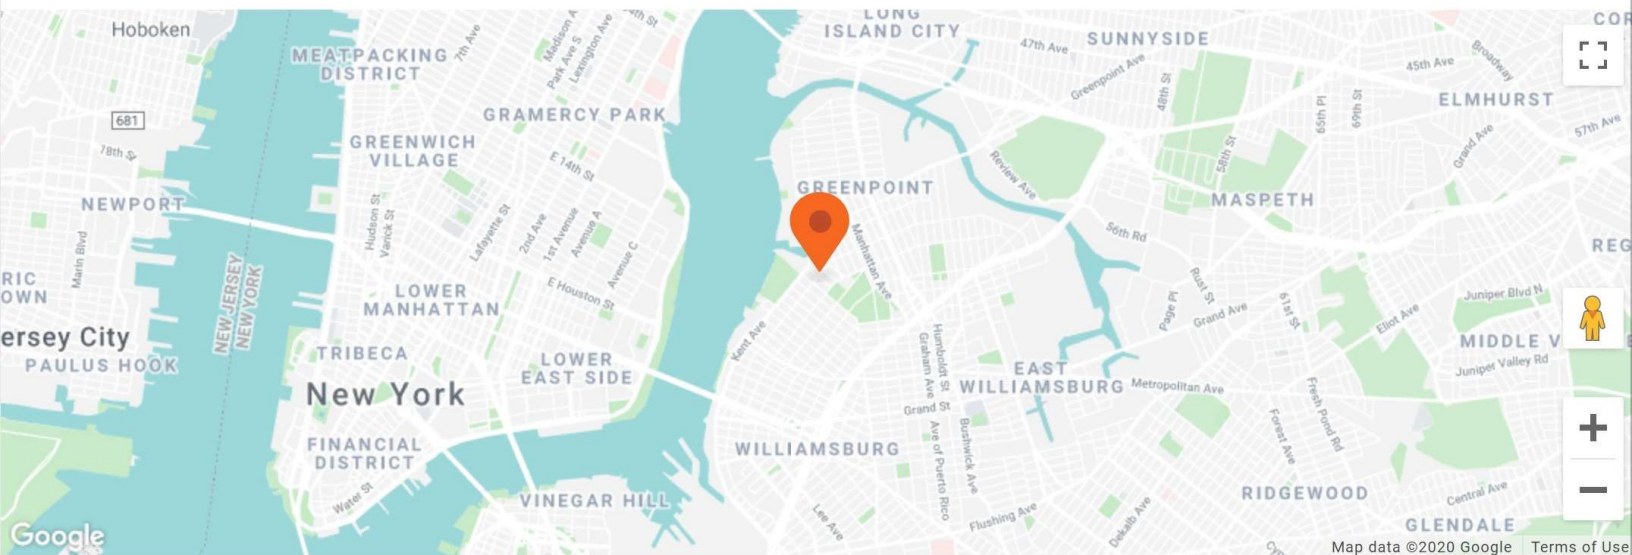 Hoboken
MEATPACKING
DISTRICT
7th Ave
Madison A
Park Ave S
Lexington Ave
4th St
LONG
ISLAND CITY
47th Ave
SUNNYSIDE
Greenpoint Ave
48th St
Broadway
45th Ave
COR
ELMHURST
65th Pl
69th St
57th Ave
Grand Ave
681
78th St
GREENWICH
VILLAGE
GRAMERCY PARK
E 14th St
Review Ave
58th St
MASPETH
GREENPOINT
NEWPORT
Hudson St
Varick St
Lafayette St
2nd Ave
1st Avenue
Avenue A
Avenue C
Manhattan Ave
56th Rd
REG
Marin Blvd
RIC
OWN
NEW JERSEY
NEW YORK
LOWER
MANHATTAN
E Houston St
Rust St
Page Pl
Grand Ave
61st St
Juniper Blvd N
Eliot Ave
ersey City
PAULUS HOOK
TRIBECA
LOWER
EAST SIDE
Kent Ave
Humboldt St
Graham Ave
EAST
WILLIAMSBURG
Metropolitan Ave
MIDDLE V
E
Juniper Valley Rd
New York
Grand St
Fresh Pond Rd
Forest Ave
FINANCIAL
DISTRICT
WILLIAMSBURG
Ave of Puerto Rico
Bushwick Ave
Water St
VINEGAR HILL
Lee Ave
Flushing Ave
Dekalb Ave
RIDGEWOOD
Central Ave
GLENDALE
Cyp
Google
Map data ©2020 Google
Terms of Use